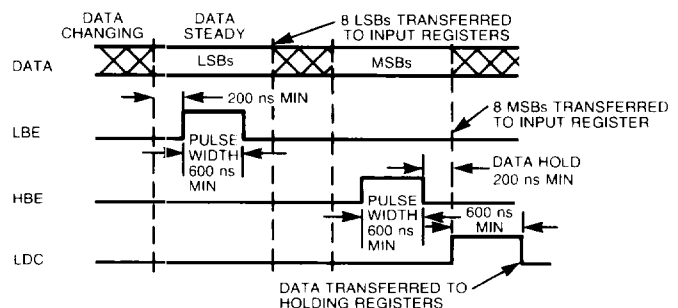 DATA CHANGING
DATA STEADY
8 LSBs TRANSFERRED TO INPUT REGISTERS
DATA
LSBs
MSBs
200 ns MIN
8 MSBs TRANSFERRED TO INPUT REGISTER
LBE
PULSE WIDTH 600 ns MIN
DATA HOLD 200 ns MIN
HBE
PULSE WIDTH 600 ns MIN
600 ns MIN
LDC
DATA TRANSFERRED TO HOLDING REGISTERS